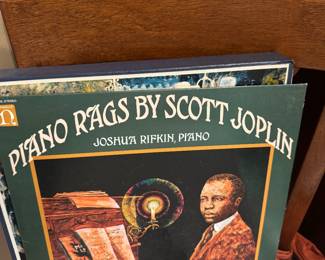 PIANO RAGS BY SCOTT JOPLIN
JOSHUA RIFKIN, PIANO